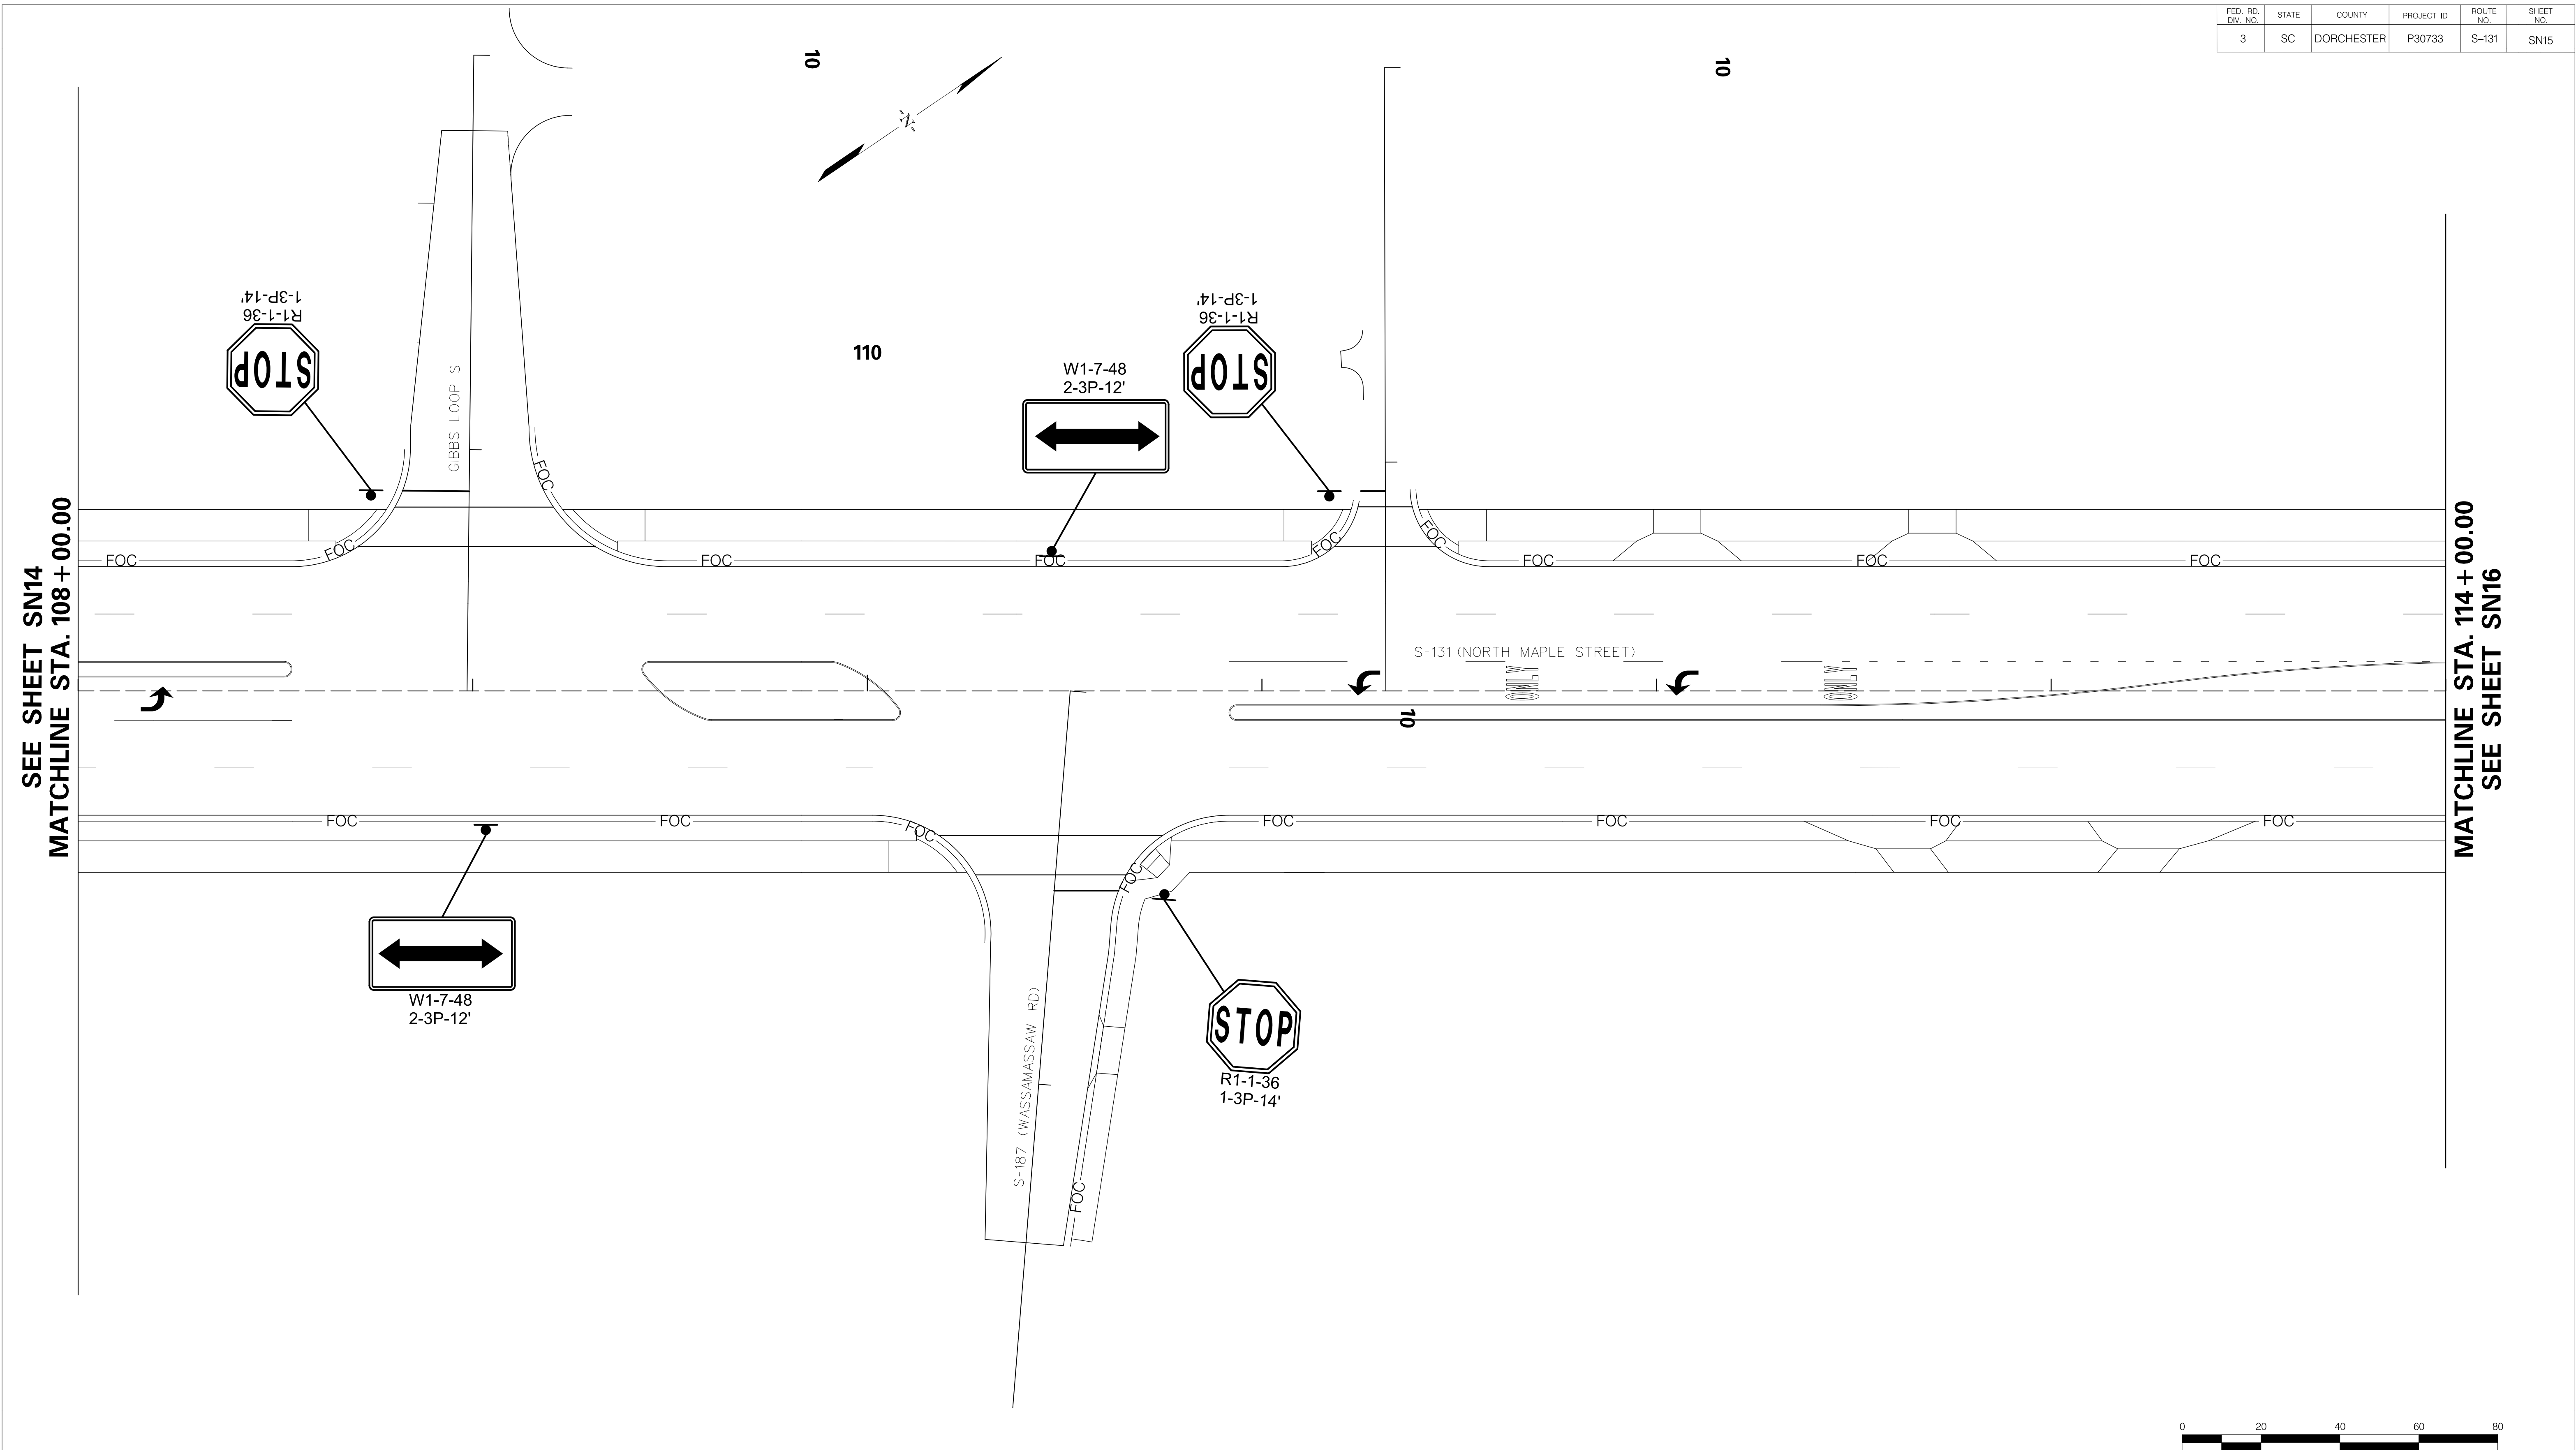 FED. RD. DIV. NO.
STATE
COUNTY
PROJECT ID
ROUTE NO.
SHEET NO.
3
SC
DORCHESTER
P30733
S-131
SN15
10
10
-N-
R1-1-36
1-3P-14'
STOP
GIBBS LOOP S
110
W1-7-48
2-3P-12'
R1-1-36
1-3P-14'
STOP
SEE SHEET SN14
MATCHLINE STA. 108+00.00
FOC
FOC
FOC
FOC
FOC
FOC
FOC
FOC
FOC
FOC
S-131 (NORTH MAPLE STREET)
ONLY
ONLY
10
MATCHLINE STA. 114+00.00
SEE SHEET SN16
FOC
FOC
FOC
FOC
FOC
FOC
FOC
FOC
W1-7-48
2-3P-12'
S-187 (WASSAMASSAW RD)
FOC
STOP
R1-1-36
1-3P-14'
0 20 40 60 80